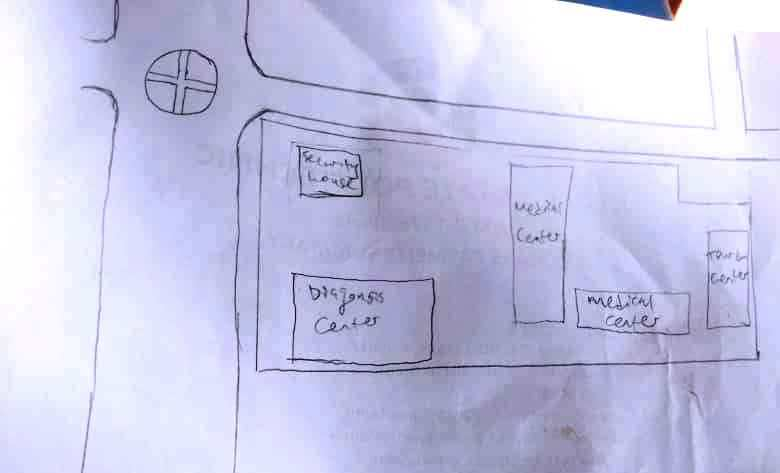 Security
house
Medical
Center
Diagonsis
Center
medical
center
Center